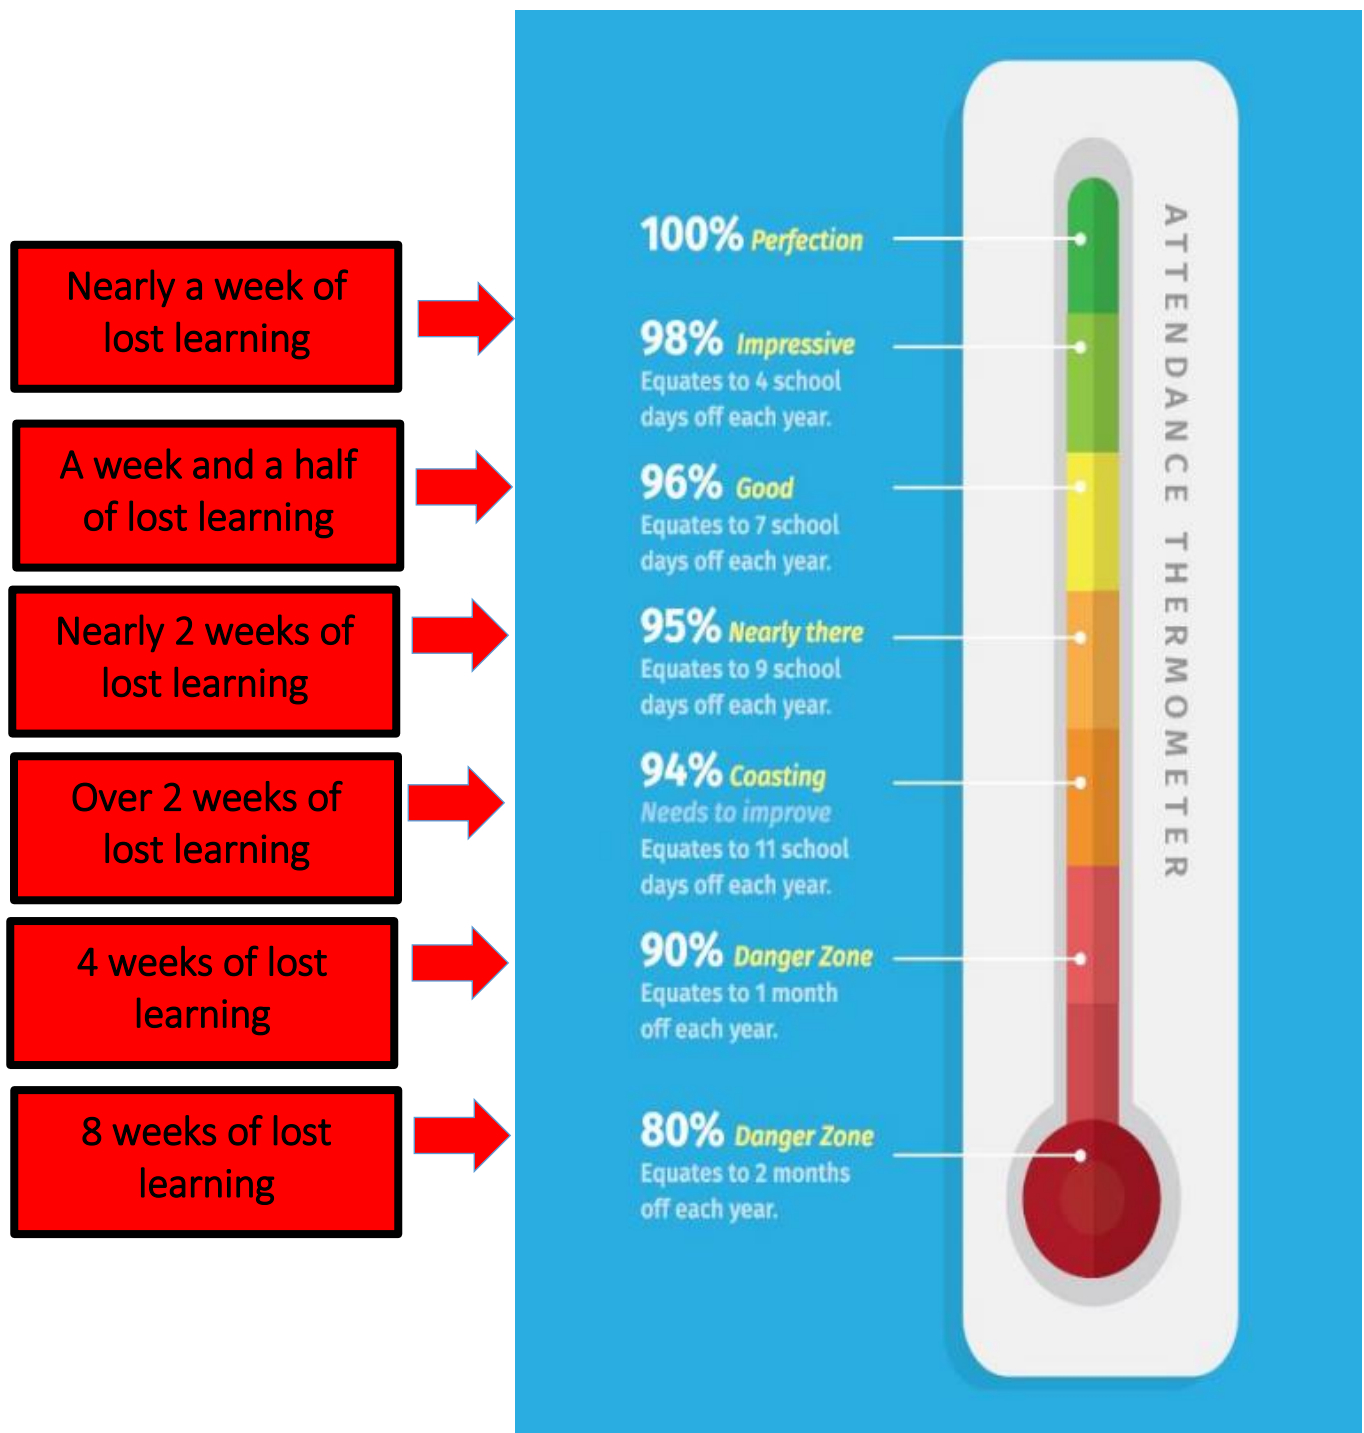 Nearly a week of
lost learning
A week and a half
of lost learning
Nearly 2 weeks of
lost learning
Over 2 weeks of
lost learning
4 weeks of lost
learning
8 weeks of lost
learning
100% Perfection
98% Impressive
Equates to 4 school
days off each year.
96% Good
Equates to 7 school
days off each year.
95% Nearly there
Equates to 9 school
days off each year.
94% Coasting
Needs to improve
Equates to 11 school
days off each year.
90% Danger Zone
Equates to 1 month
off each year.
80% Danger Zone
Equates to 2 months
off each year.
ATTENDANCE THERMOMETER